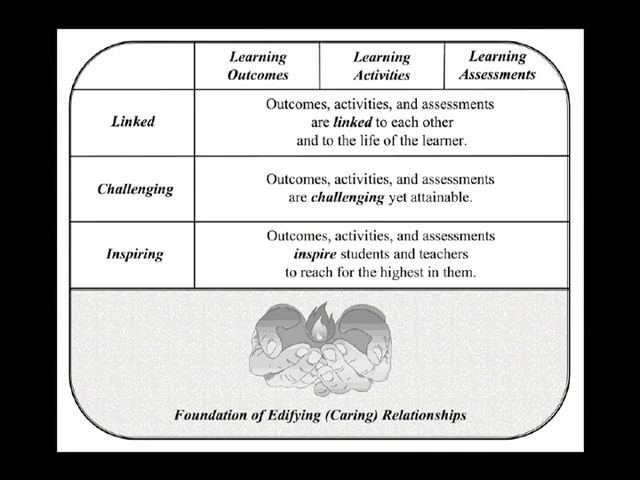 Learning
Outcomes
Learning
Activities
Learning
Assessments
Linked
Outcomes, activities, and assessments
are linked to each other
and to the life of the learner.
Challenging
Outcomes, activities, and assessments
are challenging yet attainable.
Inspiring
Outcomes, activities, and assessments
inspire students and teachers
to reach for the highest in them.
Foundation of Edifying (Caring) Relationships